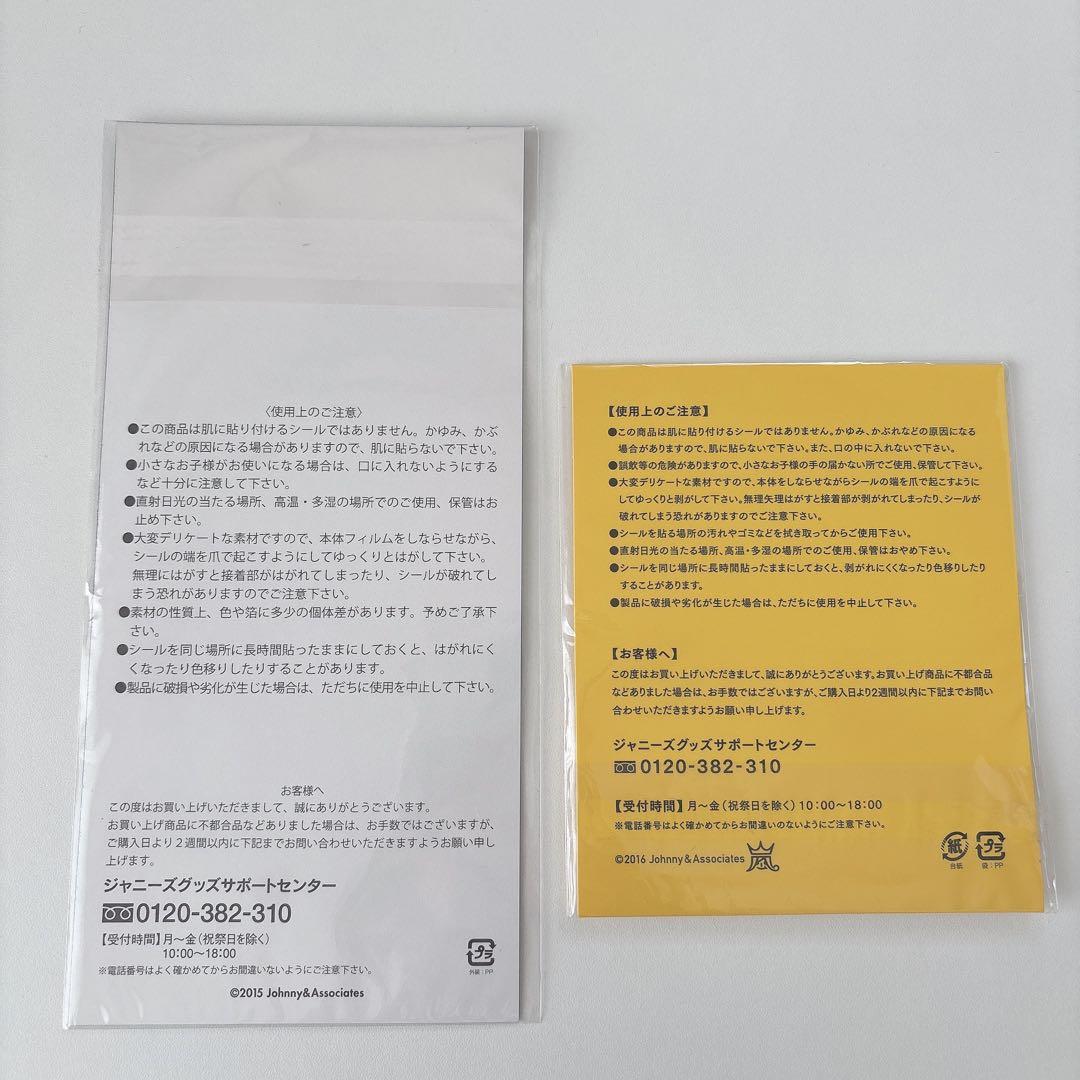 〈使用上のご注意〉
●この商品は肌に貼り付けるシールではありません。かゆみ、かぶ
れなどの原因になる場合がありますので、肌に貼らないで下さい。
●小さなお子様がお使いになる場合は、口に入れないようにする
など十分に注意して下さい。
●直射日光の当たる場所、高温・多湿の場所でのご使用、保管はお
止め下さい。
●大変デリケートな素材ですので、本体フィルムをしならせながら、
シールの端を爪で起こすようにしてゆっくりとはがして下さい。
無理にはがすと接着部がはがれてしまったり、シールが破れてし
まう恐れがありますのでご注意下さい。
●素材の性質上、色や箔に多少の個体差があります。予めご了承下
さい。
●シールを同じ場所に長時間貼ったままにしておくと、はがれにく
くなったり色移りしたりすることがあります。
●製品に破損や劣化が生じた場合は、ただちに使用を中止して下さい。
お客様へ
この度はお買い上げいただきまして、誠にありがとうございます。
お買い上げ商品に不都合品などありました場合は、お手数ではございますが、
ご購入日より2週間以内に下記までお問い合わせいただきますようお願い申し
上げます。
ジャニーズグッズサポートセンター
0120-382-310
【受付時間】月〜金(祝祭日を除く)
10:00〜18:00
※電話番号はよく確かめてからお間違いないようにご注意下さい。
プラ
外装:PP
©2015 Johnny&Associates
【使用上のご注意】
●この商品は肌に貼り付けるシールではありません。かゆみ、かぶれなどの原因になる
場合がありますので、肌に貼らないで下さい。また、口の中に入れないで下さい。
●誤飲等の危険がありますので、小さなお子様の手の届かない所でご使用、保管して下さい。
●大変デリケートな素材ですので、本体をしならせながらシールの端を爪で起こすように
してゆっくりと剥がして下さい。無理矢理はがすと接着部が剥がれてしまったり、シールが
破れてしまう恐れがありますのでご注意下さい。
●シールを貼る場所の汚れやゴミなどを拭き取ってからご使用下さい。
●直射日光の当たる場所、高温・多湿の場所でのご使用、保管はおやめ下さい。
●シールを同じ場所に長時間貼ったままにしておくと、剥がれにくくなったり色移りしたり
することがあります。
●製品に破損や劣化が生じた場合は、ただちに使用を中止して下さい。
【お客様へ】
この度はお買い上げいただきまして、誠にありがとうございます。お買い上げ商品に不都合品
などありました場合は、お手数ではございますが、ご購入日より2週間以内に下記までお問い
合わせいただきますようお願い申し上げます。
ジャニーズグッズサポートセンター
0120-382-310
【受付時間】月〜金(祝祭日を除く)10:00〜18:00
※電話番号はよく確かめてからお間違いのないようにご注意下さい。
©2016 Johnny&Associates 嵐
紙 プラ
台紙 袋:PP